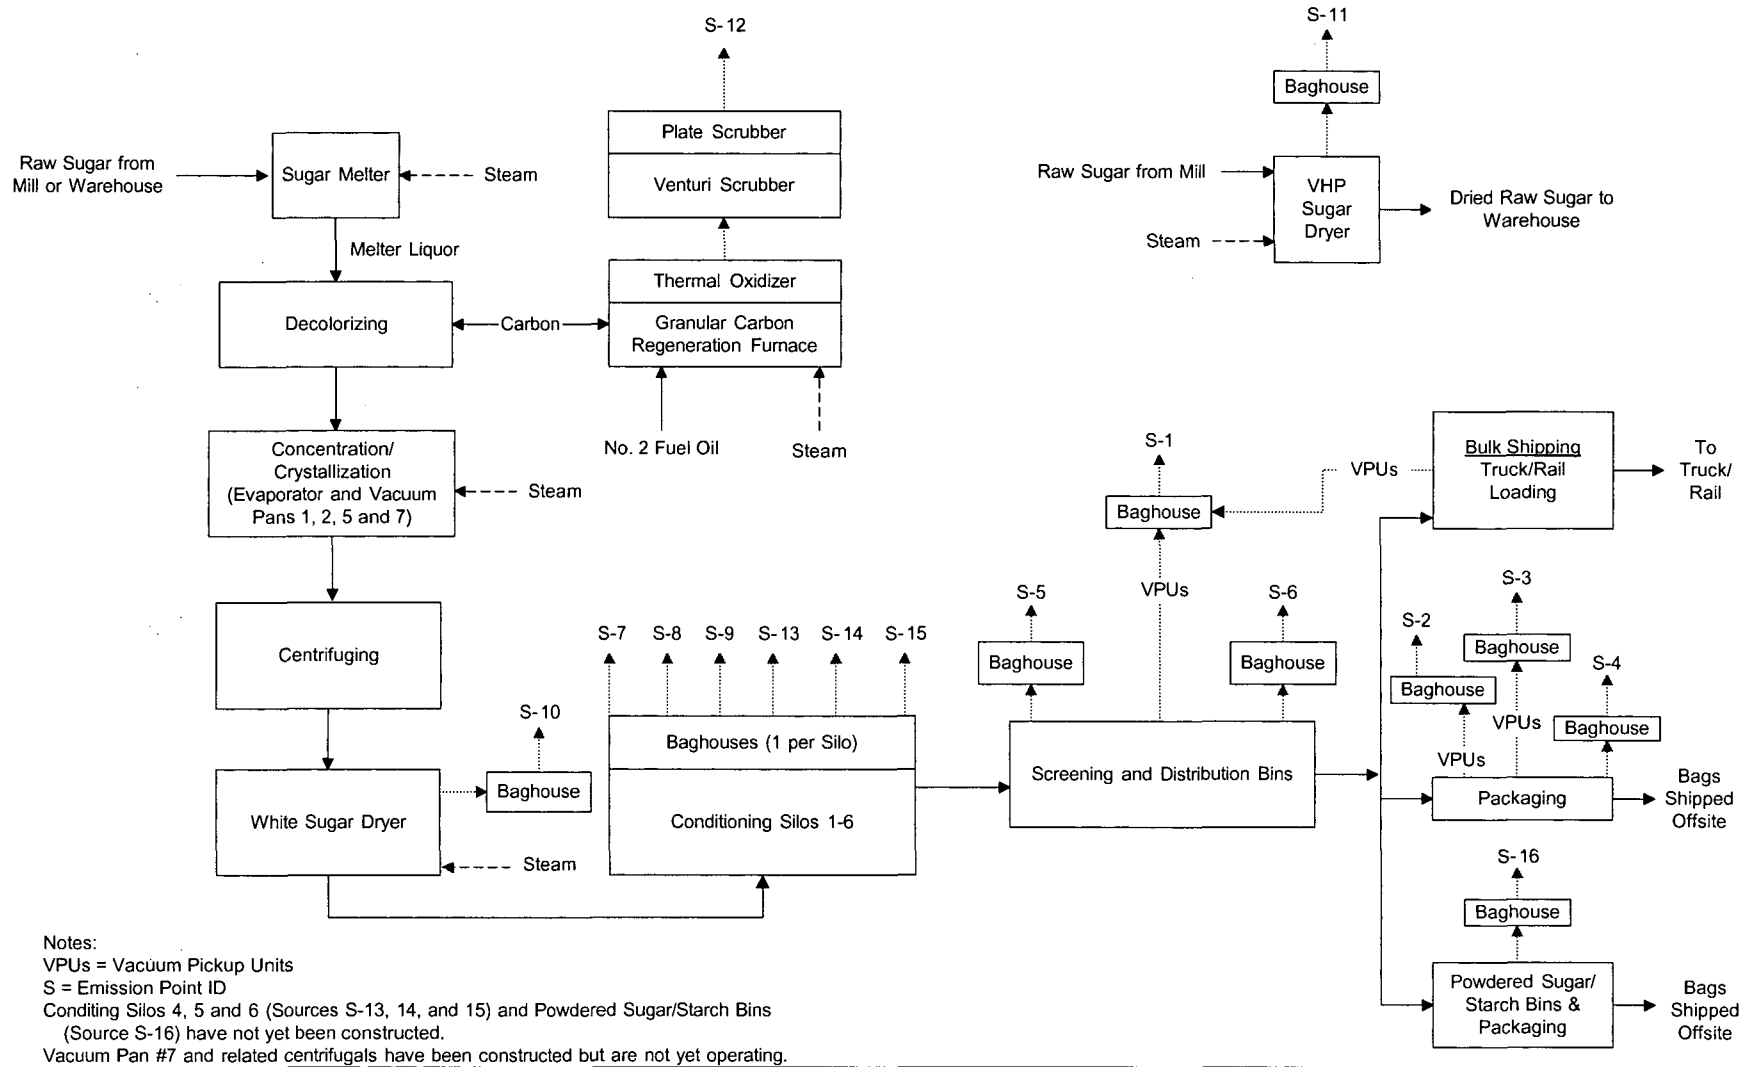 S-12
S-11
Baghouse
Plate Scrubber
Venturi Scrubber
Raw Sugar from
Mill or Warehouse
Sugar Melter
Steam
Raw Sugar from Mill
VHP
Sugar
Dryer
Dried Raw Sugar to
Warehouse
Steam
Melter Liquor
Thermal Oxidizer
Decolorizing
Carbon
Granular Carbon
Regeneration Furnace
No. 2 Fuel Oil
Steam
Concentration/
Crystallization
(Evaporator and Vacuum
Pans 1, 2, 5 and 7)
Steam
S-1
Baghouse
VPUs
VPUs
Bulk Shipping
Truck/Rail
Loading
To
Truck/
Rail
Centrifuging
S-7
S-8
S-9
S-13
S-14
S-15
S-5
Baghouse
S-6
Baghouse
S-2
Baghouse
VPUs
S-3
Baghouse
VPUs
S-4
Baghouse
S-10
Baghouse
White Sugar Dryer
Steam
Baghouses (1 per Silo)
Conditioning Silos 1-6
Screening and Distribution Bins
Packaging
Bags
Shipped
Offsite
S-16
Baghouse
Powdered Sugar/
Starch Bins &
Packaging
Bags
Shipped
Offsite
Notes:
VPUs = Vacuum Pickup Units
S = Emission Point ID
Conditing Silos 4, 5 and 6 (Sources S-13, 14, and 15) and Powdered Sugar/Starch Bins
(Source S-16) have not yet been constructed.
Vacuum Pan #7 and related centrifugals have been constructed but are not yet operating.